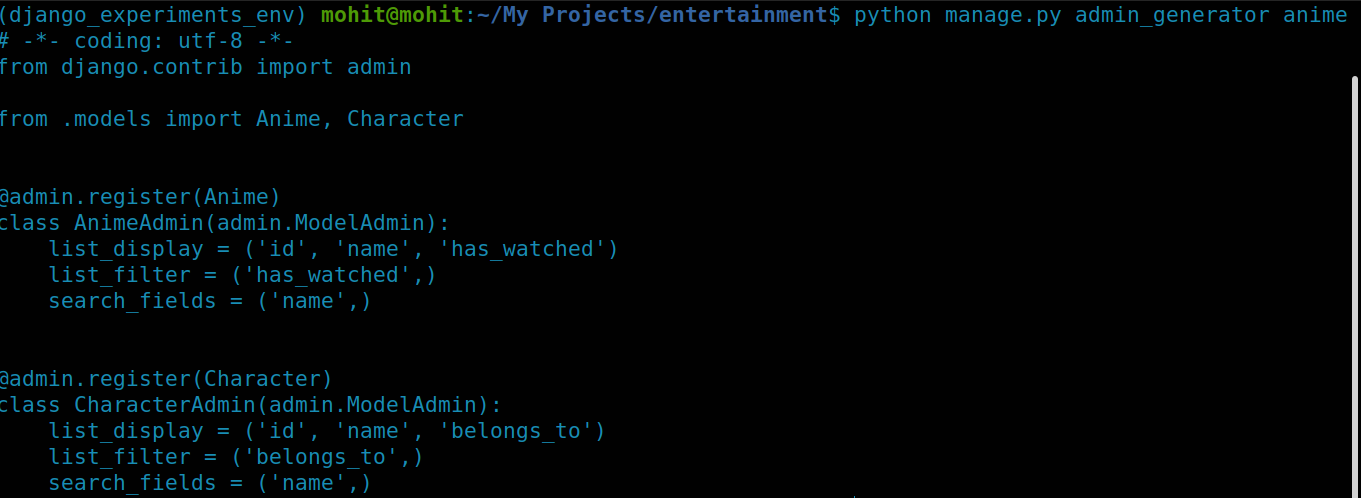 (django_experiments_env) mohit@mohit:~/My Projects/entertainment$ python manage.py admin_generator anime
# -*- coding: utf-8 -*-
from django.contrib import admin
from .models import Anime, Character
@admin.register(Anime)
class AnimeAdmin(admin.ModelAdmin):
    list_display = ('id', 'name', 'has_watched')
    list_filter = ('has_watched',)
    search_fields = ('name',)
@admin.register(Character)
class CharacterAdmin(admin.ModelAdmin):
    list_display = ('id', 'name', 'belongs_to')
    list_filter = ('belongs_to',)
    search_fields = ('name',)